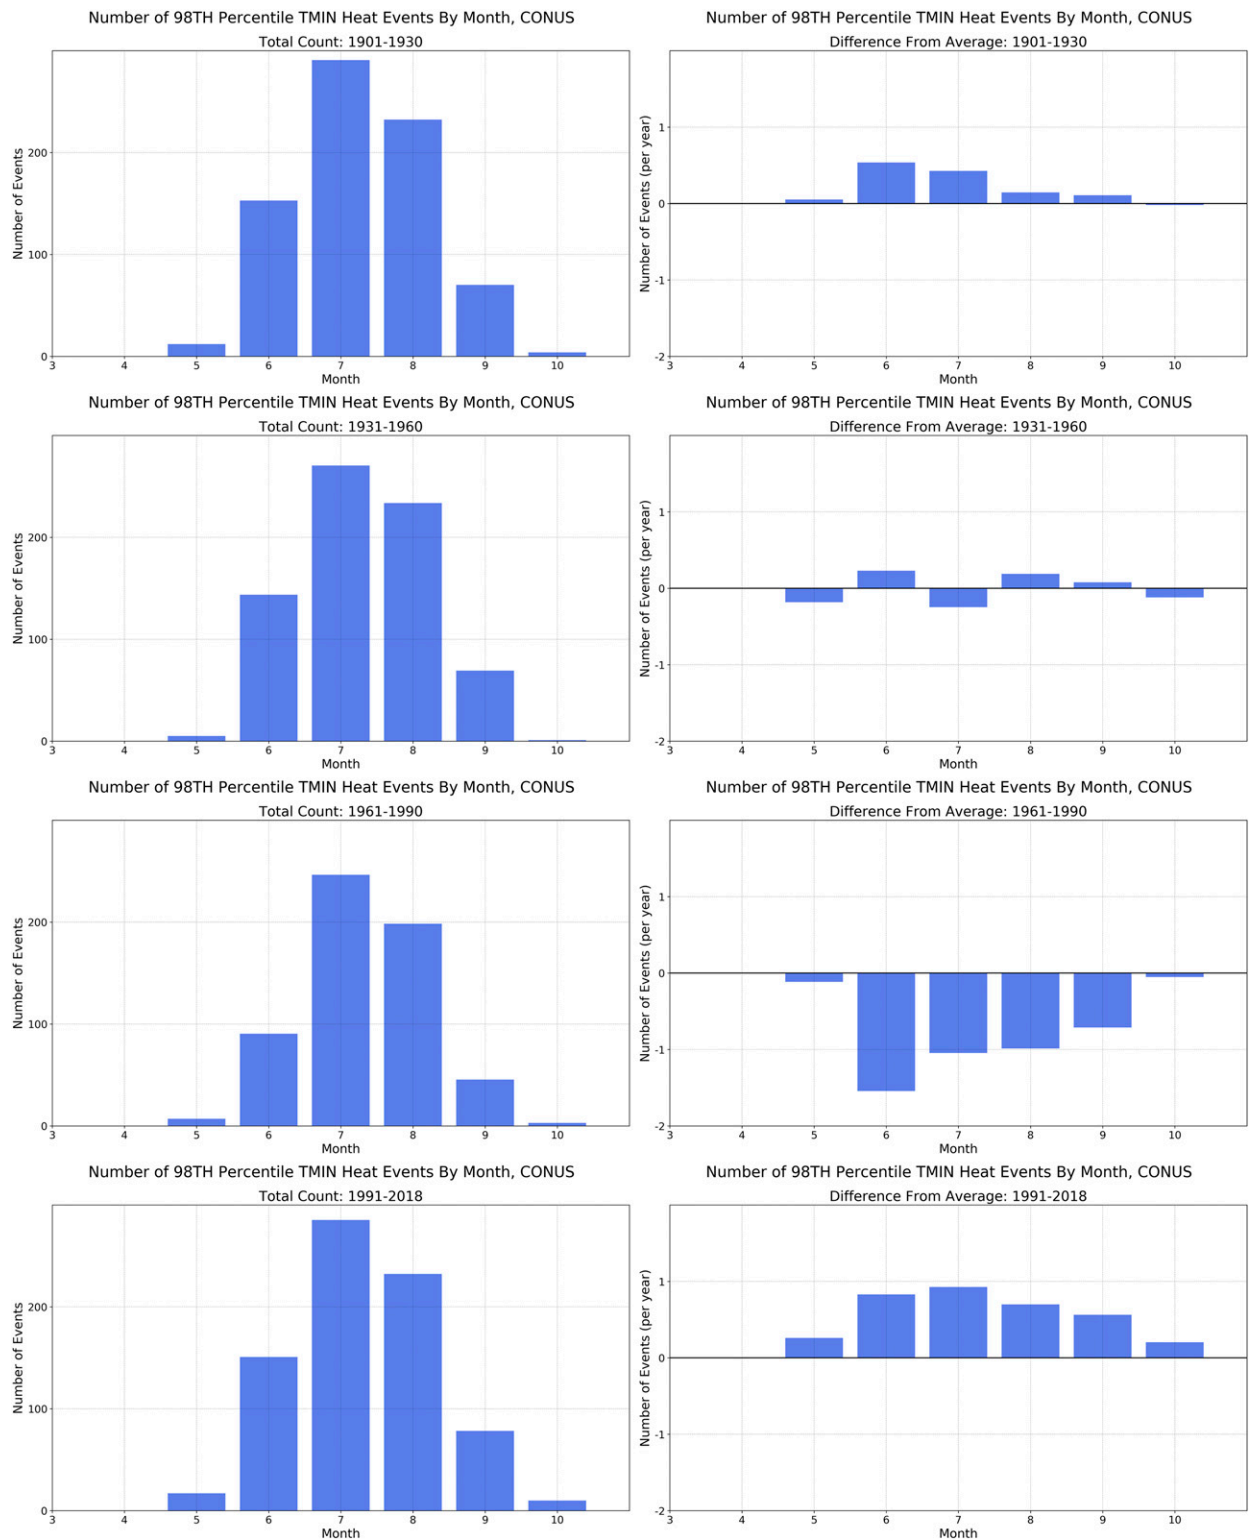 Number of 98TH Percentile TMIN Heat Events By Month, CONUS
Total Count: 1901-1930
Number of Events
200
100
0
3 4 5 6 7 8 9 10
Month
Number of 98TH Percentile TMIN Heat Events By Month, CONUS
Difference From Average: 1901-1930
Number of Events (per year)
1
0
-1
-2
3 4 5 6 7 8 9 10
Month
Number of 98TH Percentile TMIN Heat Events By Month, CONUS
Total Count: 1931-1960
Number of Events
200
100
0
3 4 5 6 7 8 9 10
Month
Number of 98TH Percentile TMIN Heat Events By Month, CONUS
Difference From Average: 1931-1960
Number of Events (per year)
1
0
-1
-2
3 4 5 6 7 8 9 10
Month
Number of 98TH Percentile TMIN Heat Events By Month, CONUS
Total Count: 1961-1990
Number of Events
200
100
0
3 4 5 6 7 8 9 10
Month
Number of 98TH Percentile TMIN Heat Events By Month, CONUS
Difference From Average: 1961-1990
Number of Events (per year)
1
0
-1
-2
3 4 5 6 7 8 9 10
Month
Number of 98TH Percentile TMIN Heat Events By Month, CONUS
Total Count: 1991-2018
Number of Events
200
100
0
3 4 5 6 7 8 9 10
Month
Number of 98TH Percentile TMIN Heat Events By Month, CONUS
Difference From Average: 1991-2018
Number of Events (per year)
1
0
-1
-2
3 4 5 6 7 8 9 10
Month